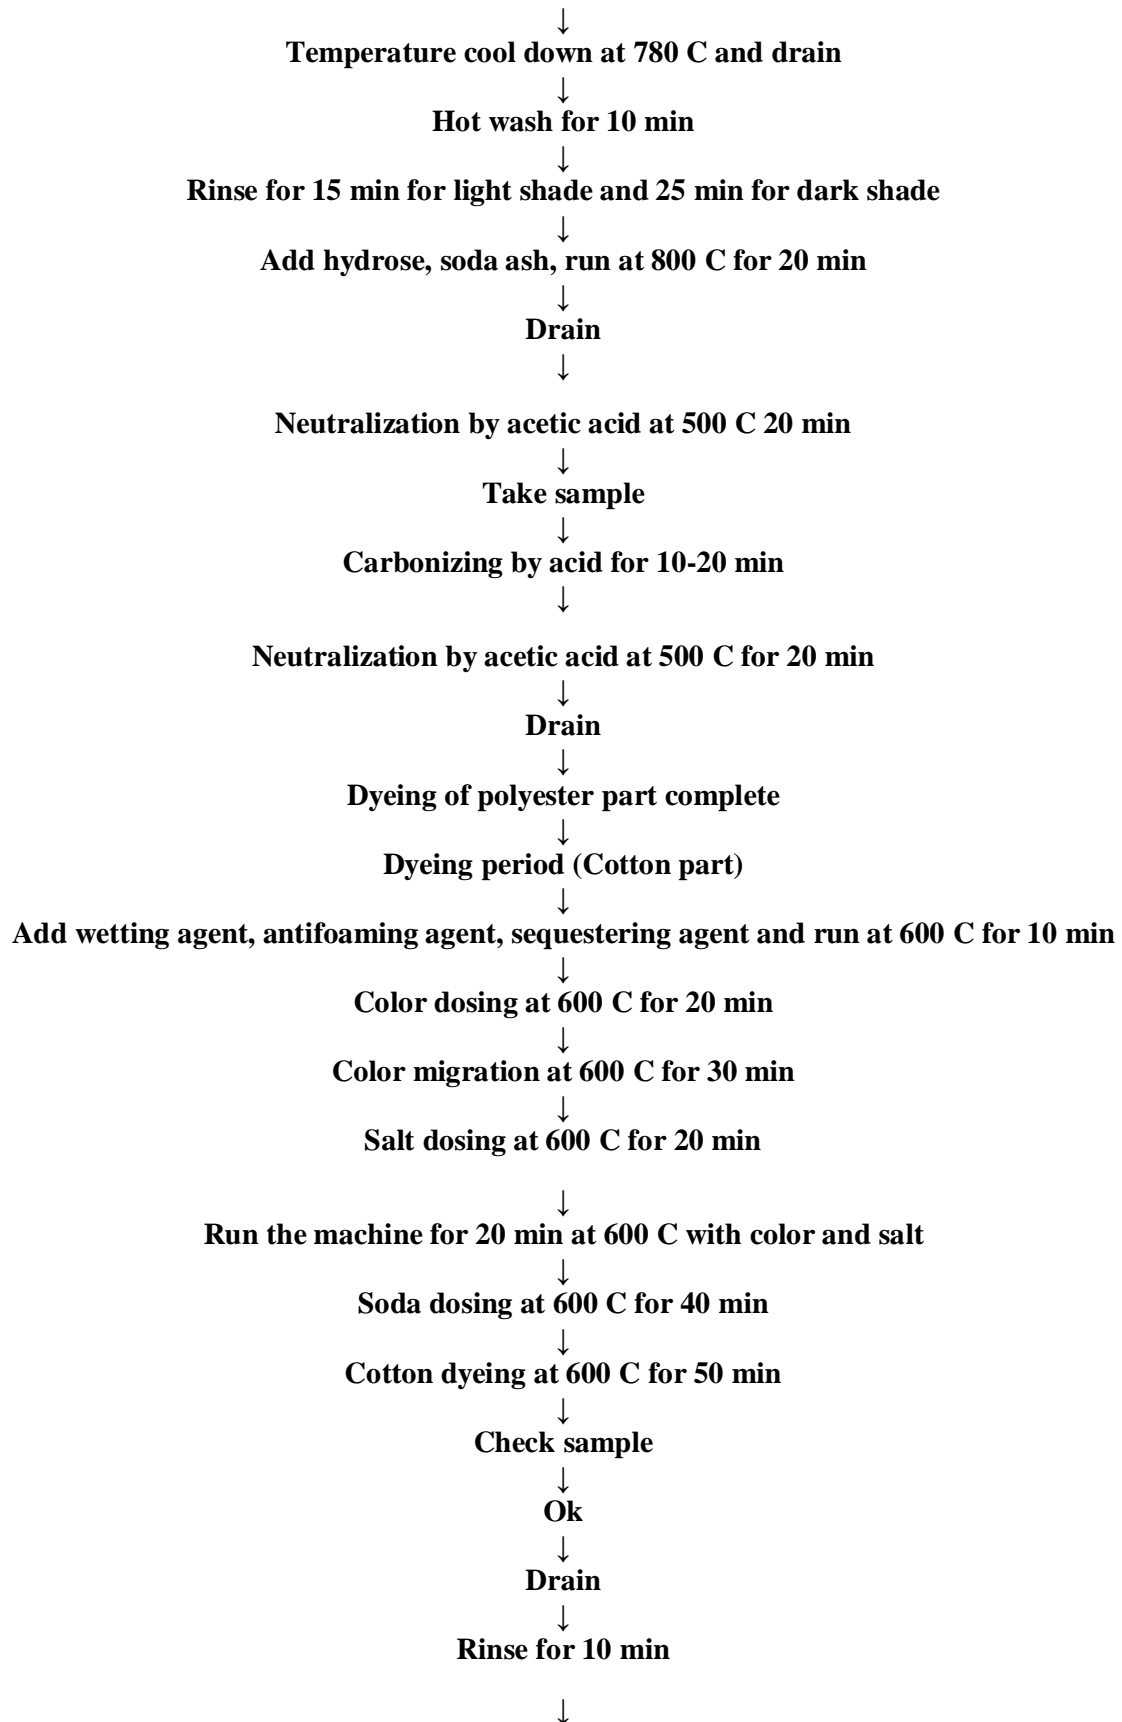 ↓
Temperature cool down at 780 C and drain
↓
Hot wash for 10 min
↓
Rinse for 15 min for light shade and 25 min for dark shade
↓
Add hydrose, soda ash, run at 800 C for 20 min
↓
Drain
↓
Neutralization by acetic acid at 500 C 20 min
↓
Take sample
↓
Carbonizing by acid for 10-20 min
↓
Neutralization by acetic acid at 500 C for 20 min
↓
Drain
↓
Dyeing of polyester part complete
↓
Dyeing period (Cotton part)
↓
Add wetting agent, antifoaming agent, sequestering agent and run at 600 C for 10 min
↓
Color dosing at 600 C for 20 min
↓
Color migration at 600 C for 30 min
↓
Salt dosing at 600 C for 20 min
↓
Run the machine for 20 min at 600 C with color and salt
↓
Soda dosing at 600 C for 40 min
↓
Cotton dyeing at 600 C for 50 min
↓
Check sample
↓
Ok
↓
Drain
↓
Rinse for 10 min
↓